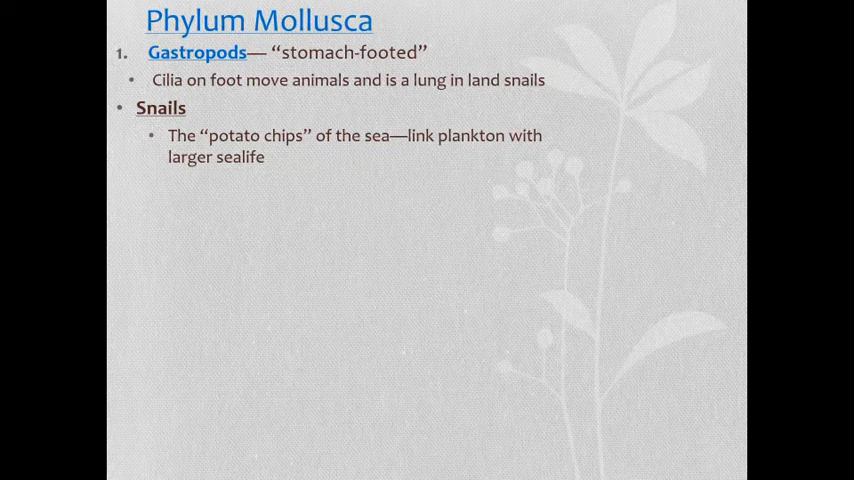 Phylum Mollusca
1. Gastropods— “stomach-footed”
• Cilia on foot move animals and is a lung in land snails
• Snails
• The “potato chips” of the sea—link plankton with
larger sealife